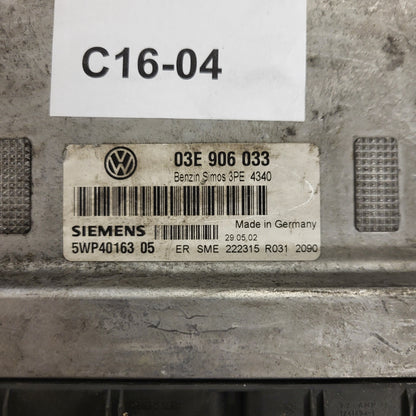 C16-04
03E 906 033
Benzin Simos 3PE 4340
Made in Germany
SIEMENS
29.05.02
5WP40163 05
ER SME 222315 R031 2090